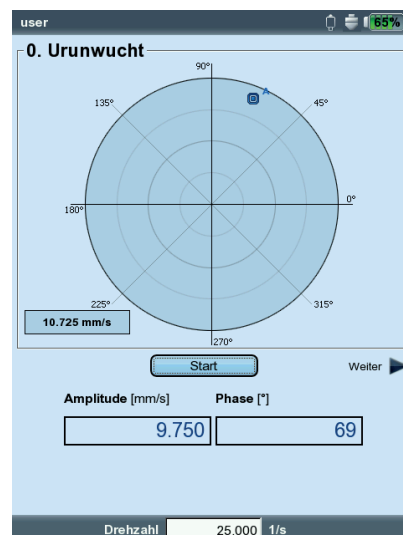 user 65%
0. Urunwucht
90°
135° 45°
A
180° 0°
225° 315°
10.725 mm/s
270°
Start Weiter
Amplitude [mm/s] Phase [°]
9.750 69
Drehzahl 25.000 1/s